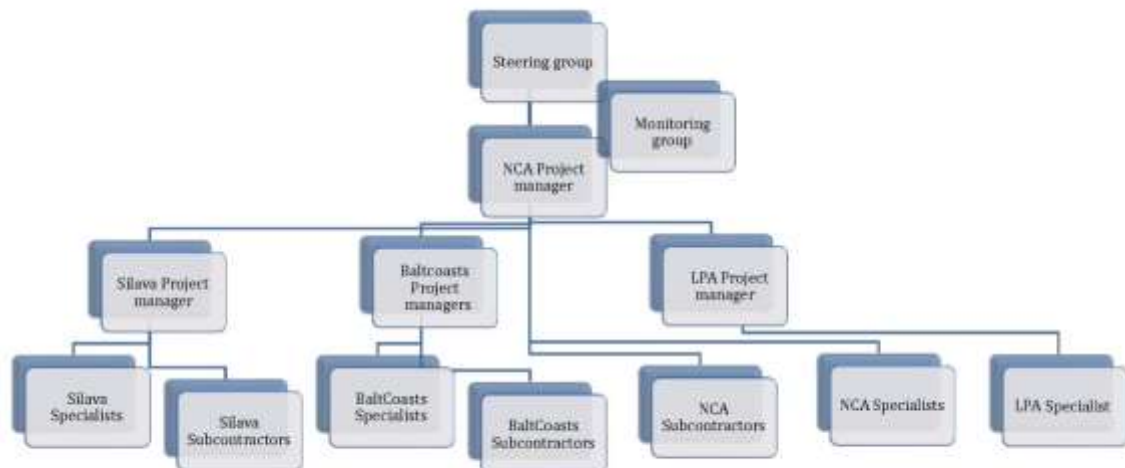 Steering group
Monitoring
group
NCA Project
manager
Silava Project
manager
Baltcoasts
Project
managers
LPA Project
manager
Silava
Specialists
Silava
Subcontractors
BaltCoasts
Specialists
BaltCoasts
Subcontractors
NCA
Subcontractors
NCA Specialists
LPA Specialist